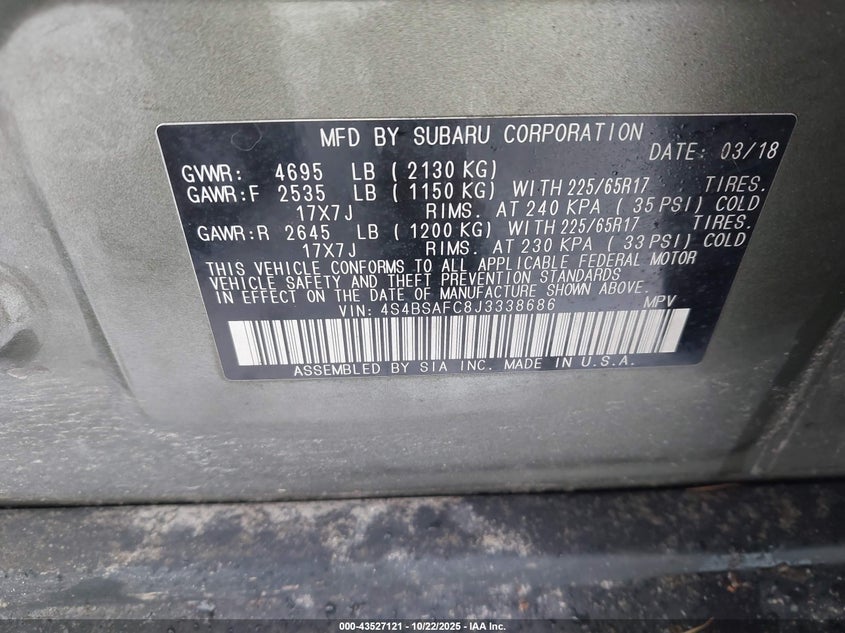 MFD BY SUBARU CORPORATION
DATE: 03/18
GVWR: 4695 LB ( 2130 KG)
GAWR:F 2535 LB ( 1150 KG) WITH 225/65R17 TIRES.
17X7J RIMS. AT 240 KPA ( 35 PSI) COLD
GAWR:R 2645 LB ( 1200 KG) WITH 225/65R17 TIRES.
17X7J RIMS. AT 230 KPA ( 33 PSI) COLD
THIS VEHICLE CONFORMS TO ALL APPLICABLE FEDERAL MOTOR
VEHICLE SAFETY AND THEFT PREVENTION STANDARDS
IN EFFECT ON THE DATE OF MANUFACTURE SHOWN ABOVE.
VIN: 4S4BSAFC8J3338686 MPV
ASSEMBLED BY SIA INC. MADE IN U.S.A.
000-43527121 - 10/22/2025 - IAA Inc.